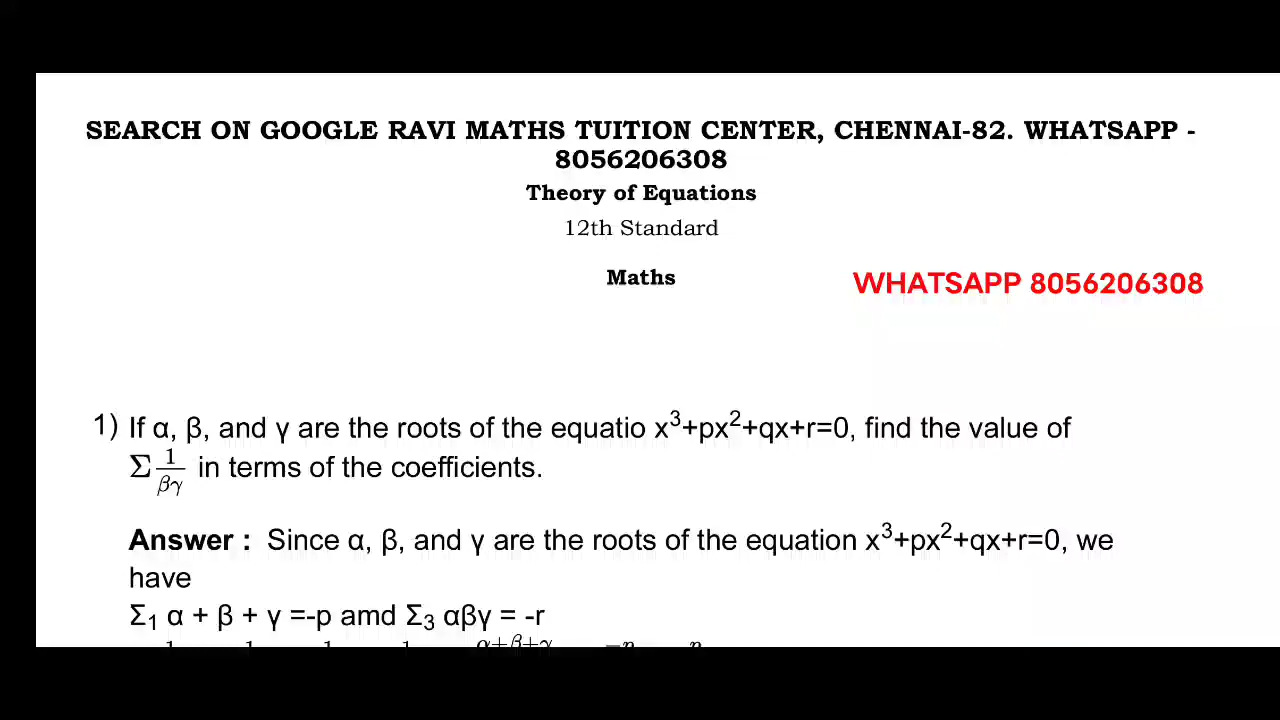 SEARCH ON GOOGLE RAVI MATHS TUITION CENTER, CHENNAI-82. WHATSAPP -
8056206308
Theory of Equations
12th Standard
Maths
WHATSAPP 8056206308
1) If α, β, and γ are the roots of the equatio x³+px²+qx+r=0, find the value of
Σ 1/βγ in terms of the coefficients.
Answer : Since α, β, and γ are the roots of the equation x³+px²+qx+r=0, we
have
Σ₁ α + β + γ =-p amd Σ₃ αβγ = -r